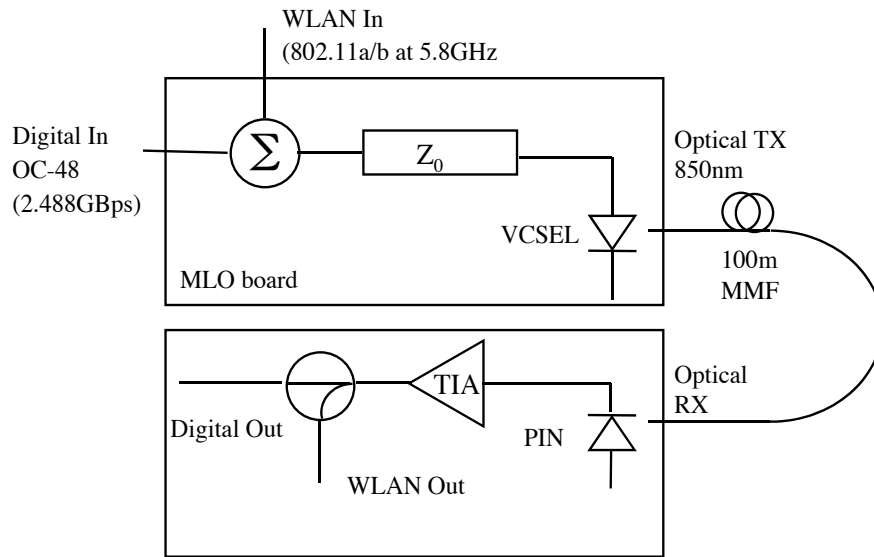 WLAN In
(802.11a/b at 5.8GHz
Digital In
OC-48
(2.488GBps)
Σ
Z0
Optical TX
850nm
VCSEL
100m
MMF
MLO board
TIA
Optical
RX
Digital Out
PIN
WLAN Out